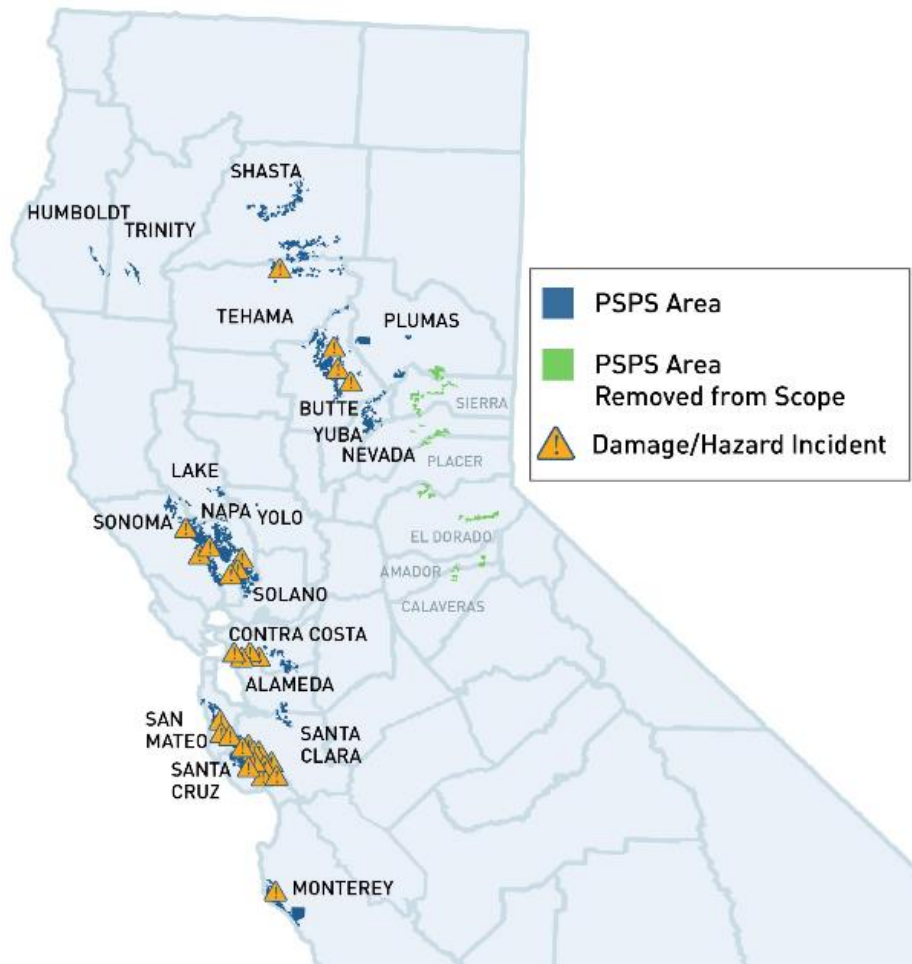 SHASTA
HUMBOLDT
TRINITY
TEHAMA
PLUMAS
BUTTE
SIERRA
YUBA
NEVADA
PLACER
LAKE
SONOMA
NAPA
YOLO
EL DORADO
AMADOR
SOLANO
CALAVERAS
CONTRA COSTA
ALAMEDA
SAN
MATEO
SANTA
CLARA
SANTA
CRUZ
MONTEREY
PSPS Area
PSPS Area
Removed from Scope
Damage/Hazard Incident